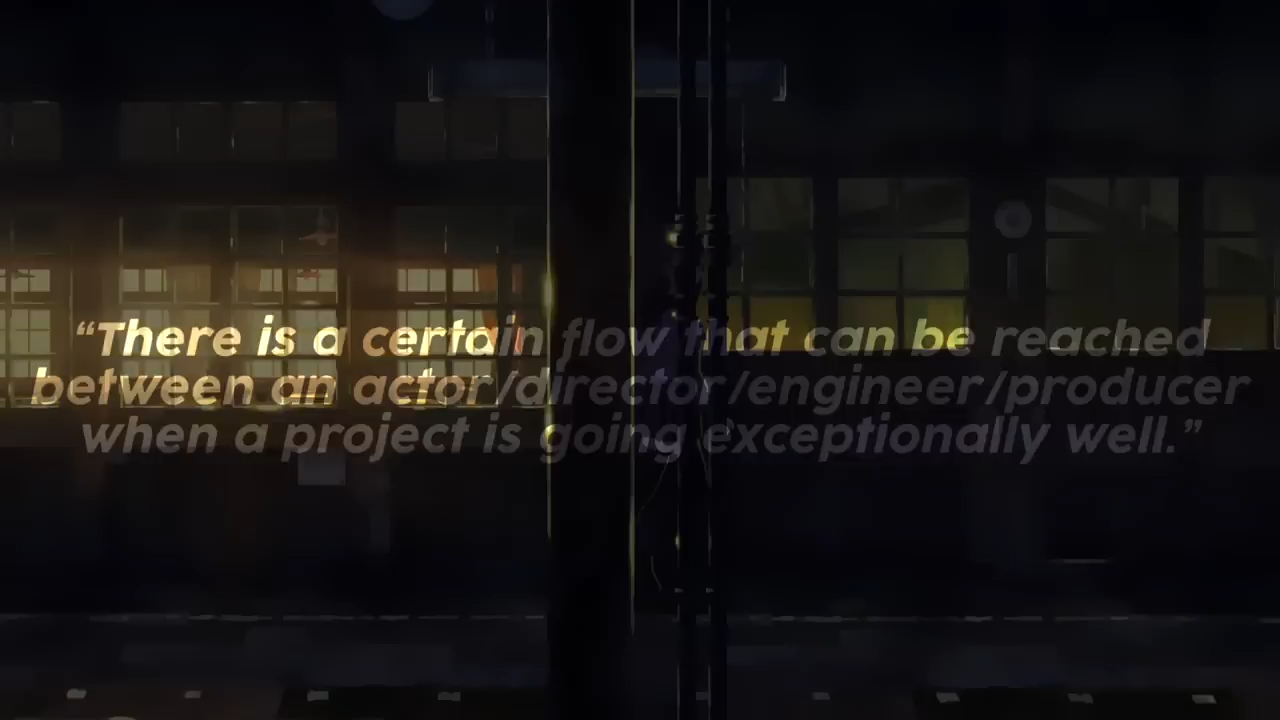 “There is a certain flow that can be reached
between an actor/director/engineer/producer
when a project is going exceptionally well.”